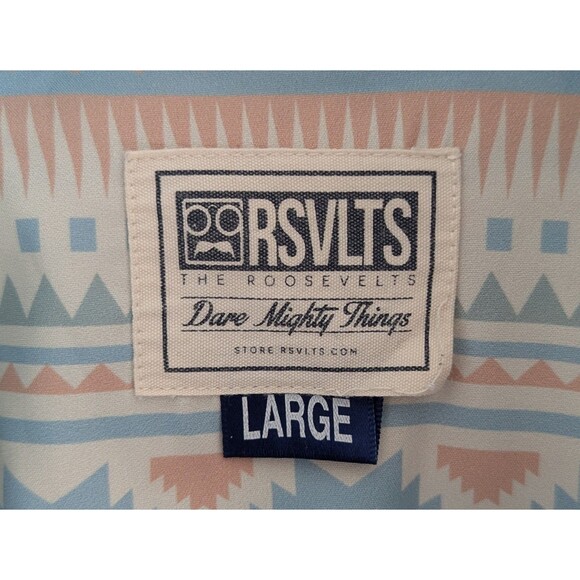 RSVLTS
THE ROOSEVELTS
Dare Mighty Things
STORE.RSVLTS.COM
LARGE